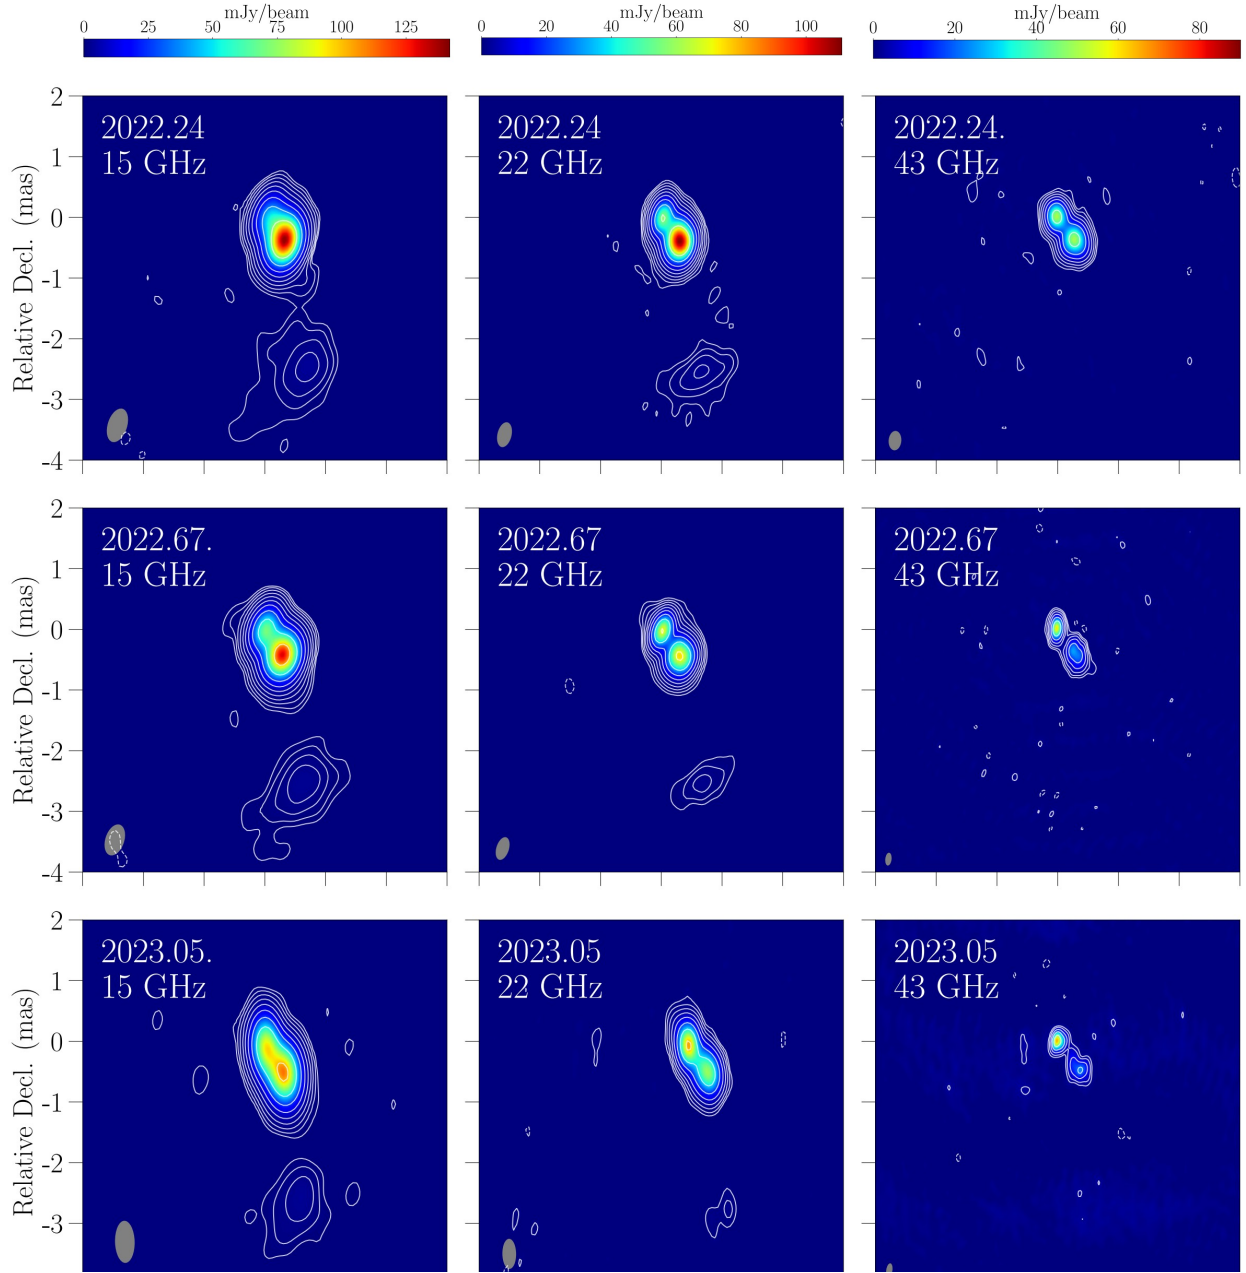 mJy/beam
0 25 50 75 100 125
mJy/beam
0 20 40 60 80 100
mJy/beam
0 20 40 60 80
2022.24
15 GHz
2022.24
22 GHz
2022.24.
43 GHz
Relative Decl. (mas)
2
1
0
-1
-2
-3
-4
2022.67.
15 GHz
2022.67
22 GHz
2022.67
43 GHz
Relative Decl. (mas)
2
1
0
-1
-2
-3
-4
2023.05.
15 GHz
2023.05
22 GHz
2023.05
43 GHz
Relative Decl. (mas)
2
1
0
-1
-2
-3